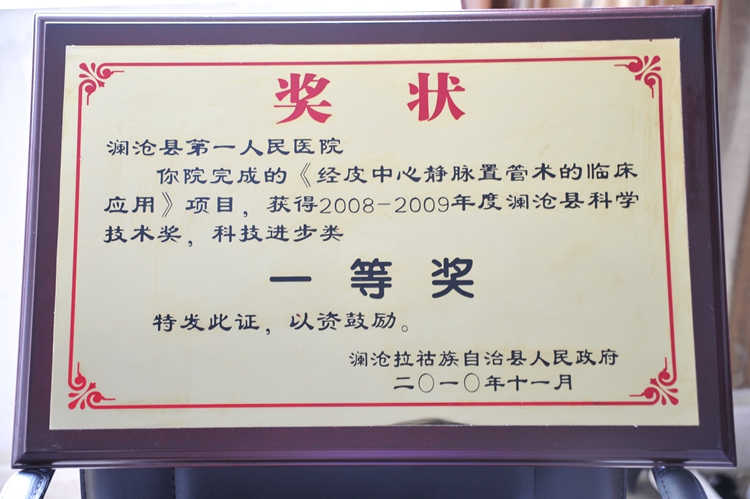 奖 状
澜沧县第一人民医院
你院完成的《经皮中心静脉置管术的临床
应用》项目，获得2008-2009年度澜沧县科学
技术奖，科技进步类
一 等 奖
特发此证，以资鼓励。
澜沧拉祜族自治县人民政府
二〇一〇年十一月